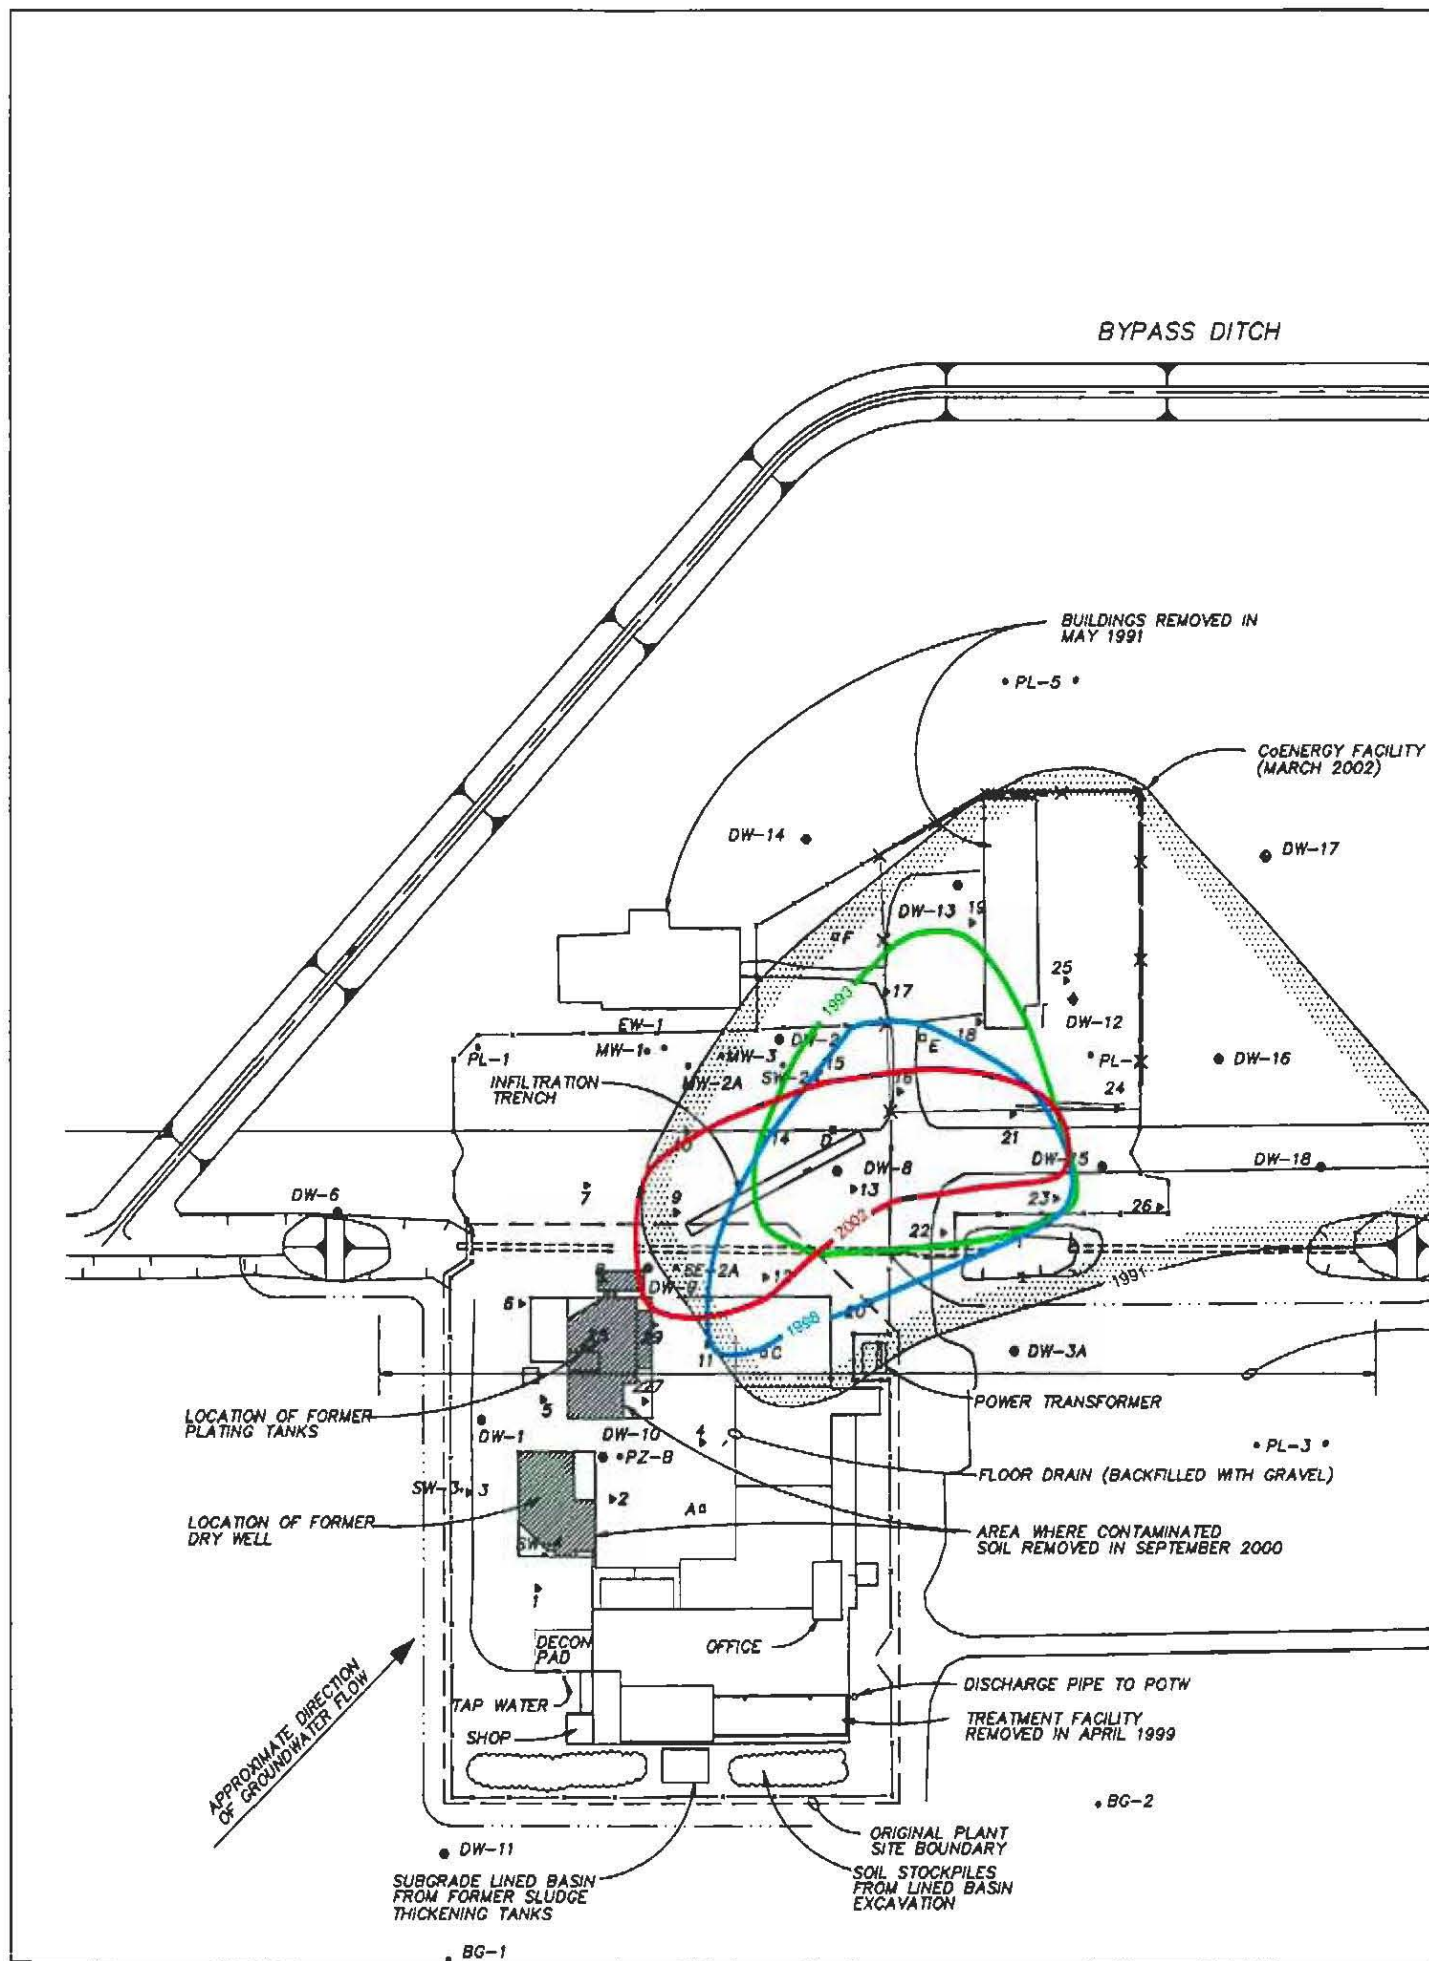 BYPASS DITCH
BUILDINGS REMOVED IN
MAY 1991
PL-5
CoENERGY FACILITY
(MARCH 2002)
DW-14
DW-17
DW-13
19
F
25
1993
17
DW-12
EW-1
18
E
PL-1
MW-1
MW-3
DW-2
PL-
DW-16
MW-2A
SW-2A
15
16
24
INFILTRATION
TRENCH
14
D
21
DW-8
DW-15
DW-18
13
7
9
DW-6
23
26
22
2002
SE-2A
12
1991
DW-9
6
20
1998
29
11
C
DW-3A
POWER TRANSFORMER
5
LOCATION OF FORMER
PLATING TANKS
DW-1
DW-10
4
PL-3
PZ-B
FLOOR DRAIN (BACKFILLED WITH GRAVEL)
SW-3
3
2
A
LOCATION OF FORMER
DRY WELL
AREA WHERE CONTAMINATED
SOIL REMOVED IN SEPTEMBER 2000
1
DECON
PAD
OFFICE
APPROXIMATE DIRECTION
OF GROUNDWATER FLOW
TAP WATER
DISCHARGE PIPE TO POTW
SHOP
TREATMENT FACILITY
REMOVED IN APRIL 1999
BG-2
ORIGINAL PLANT
SITE BOUNDARY
DW-11
SUBGRADE LINED BASIN
FROM FORMER SLUDGE
THICKENING TANKS
SOIL STOCKPILES
FROM LINED BASIN
EXCAVATION
BG-1